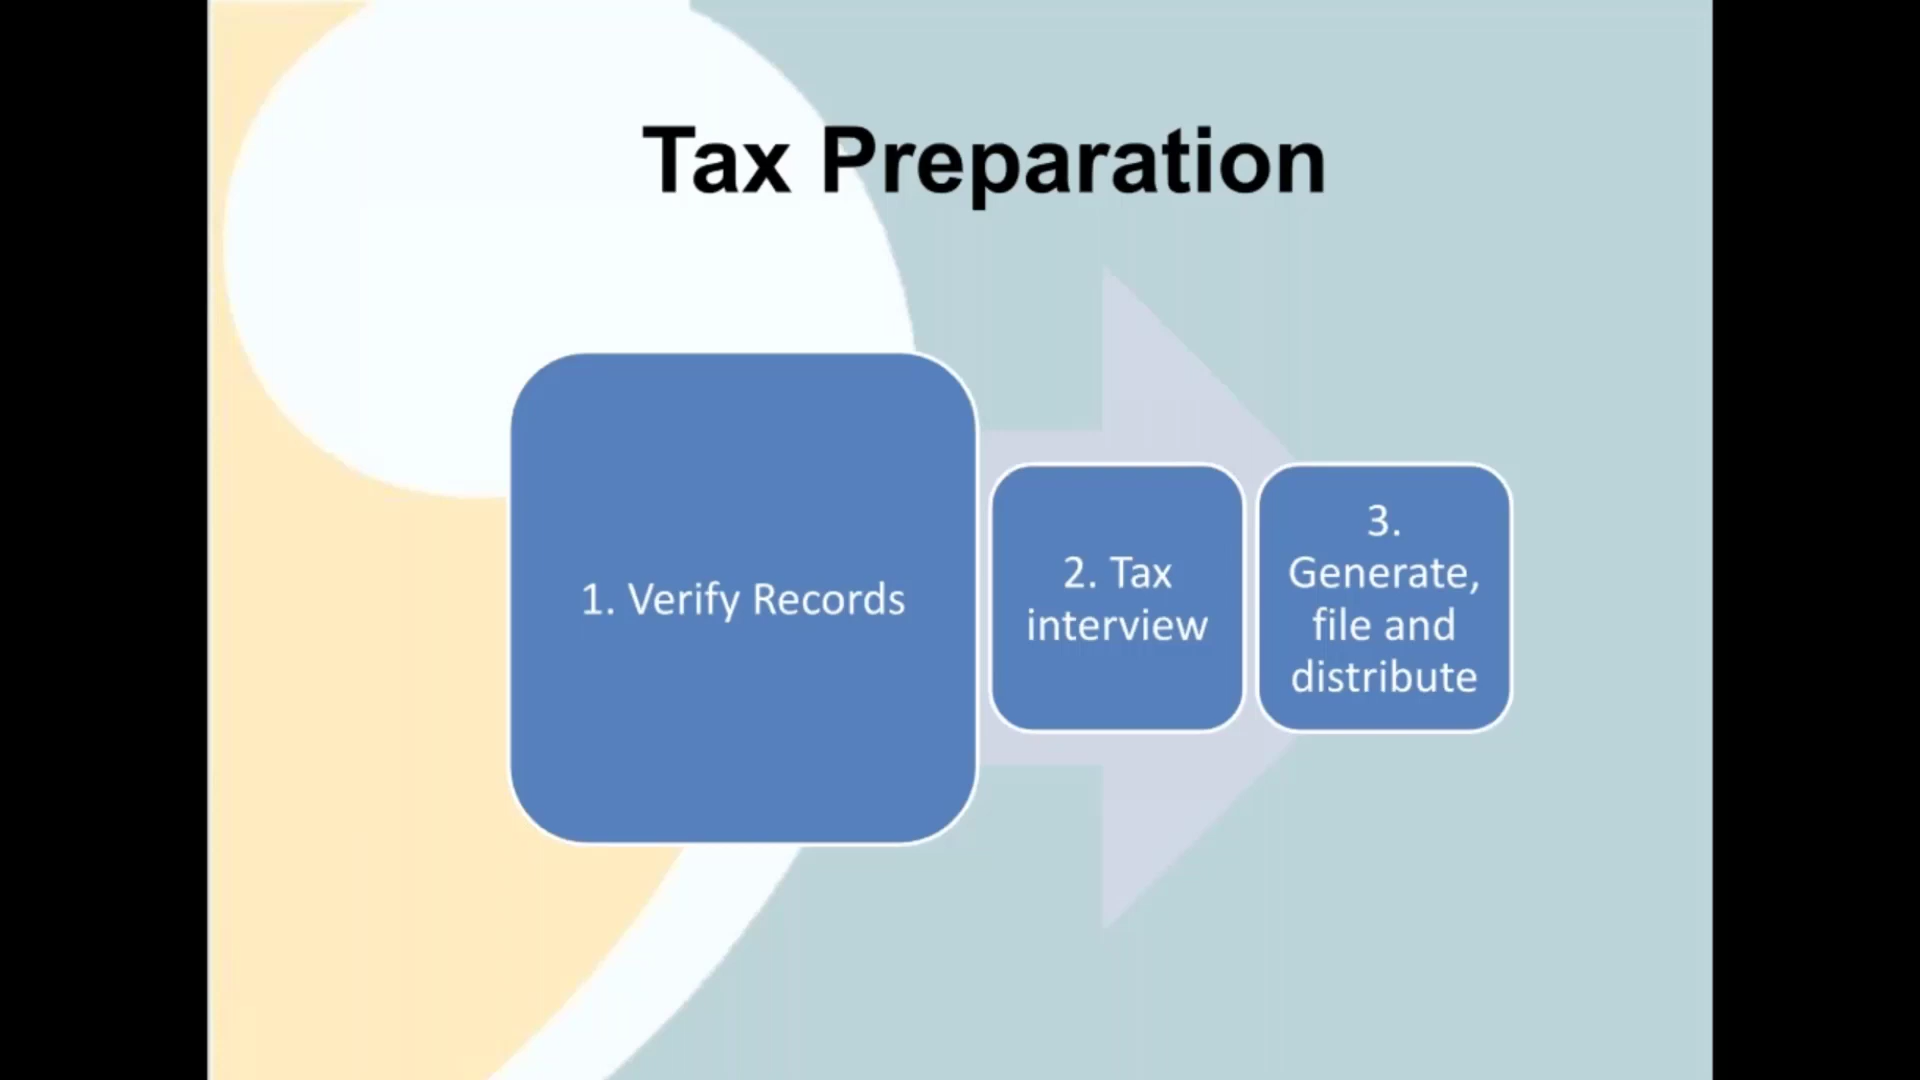 Tax Preparation
1. Verify Records
2. Tax
interview
3.
Generate,
file and
distribute